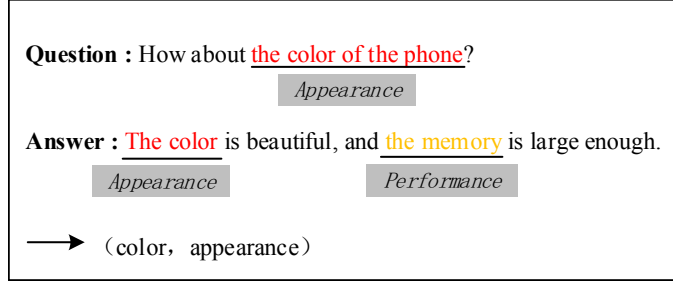 Question : How about the color of the phone?
Appearance
Answer : The color is beautiful, and the memory is large enough.
Appearance Performance
（color，appearance）